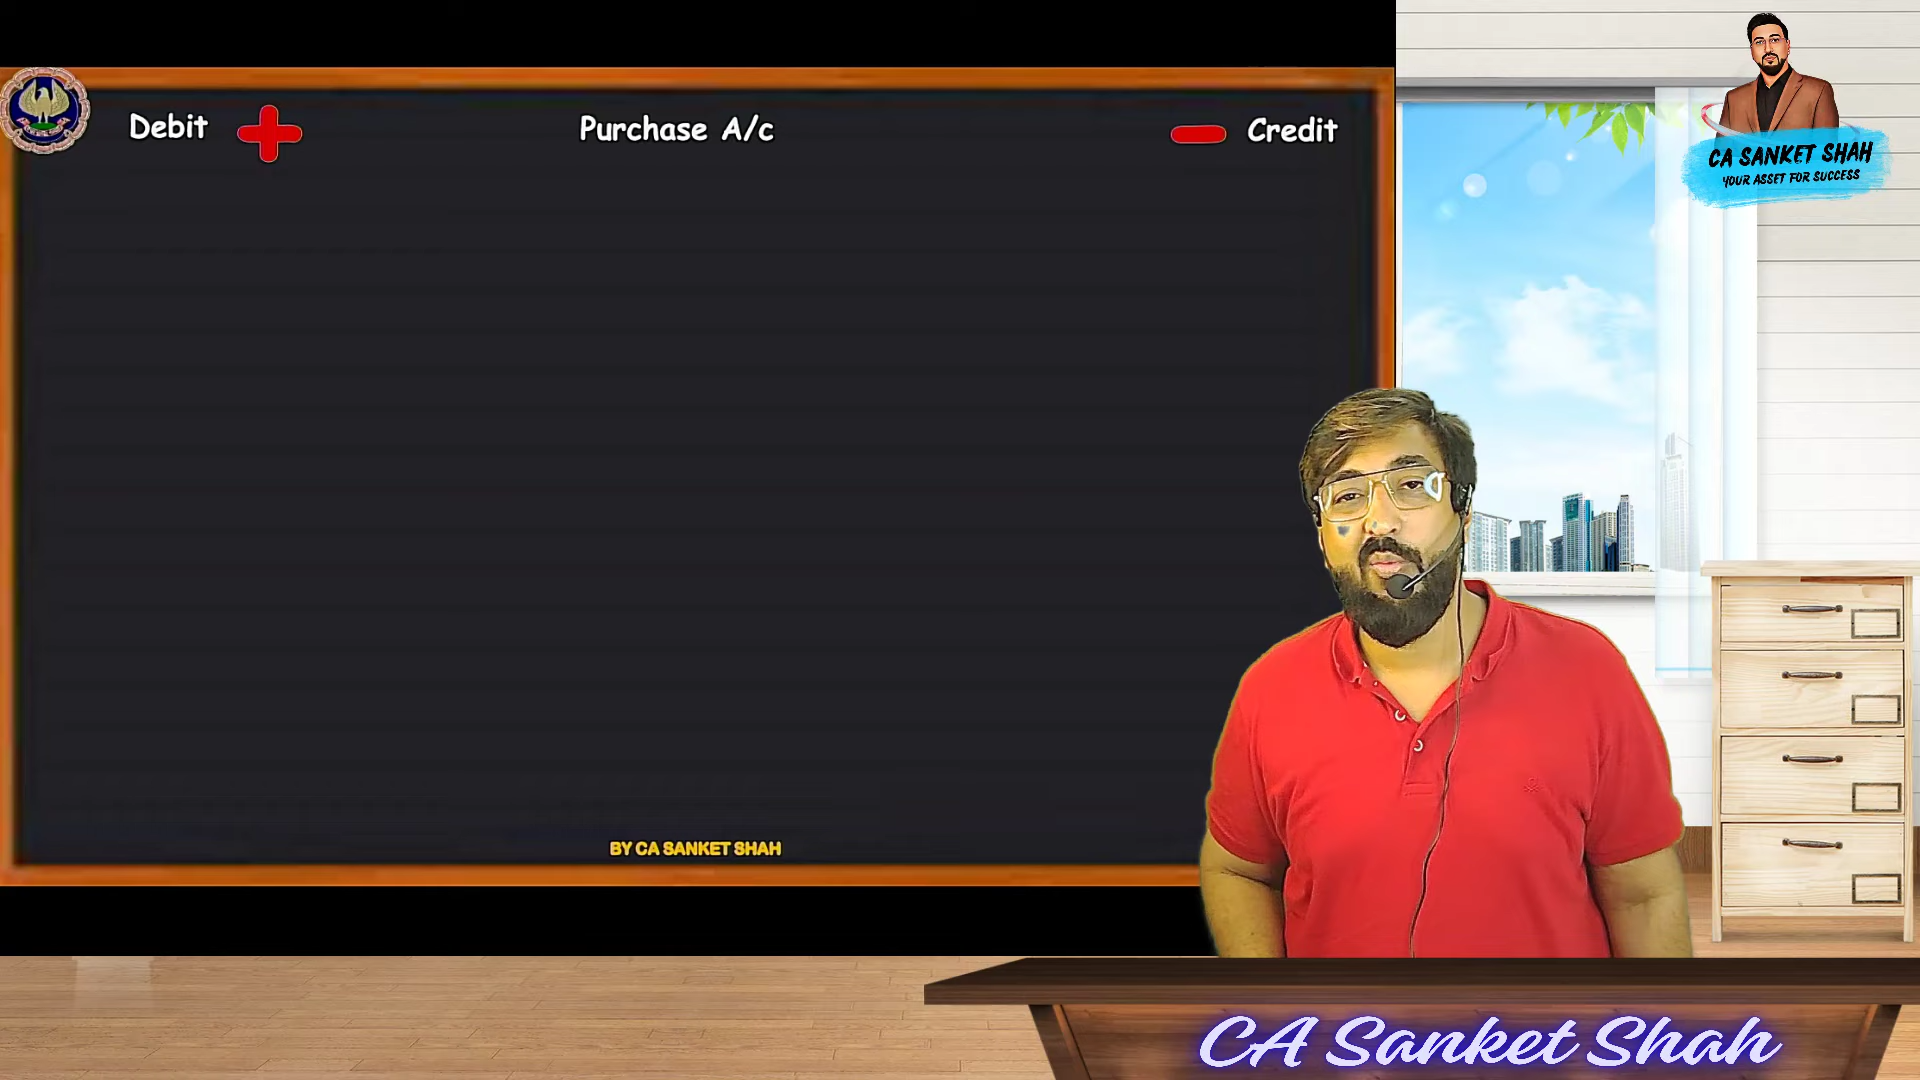 Debit
Purchase A/c
Credit
CA SANKET SHAH
YOUR ASSET FOR SUCCESS
BY CA SANKET SHAH
CA Sanket Shah